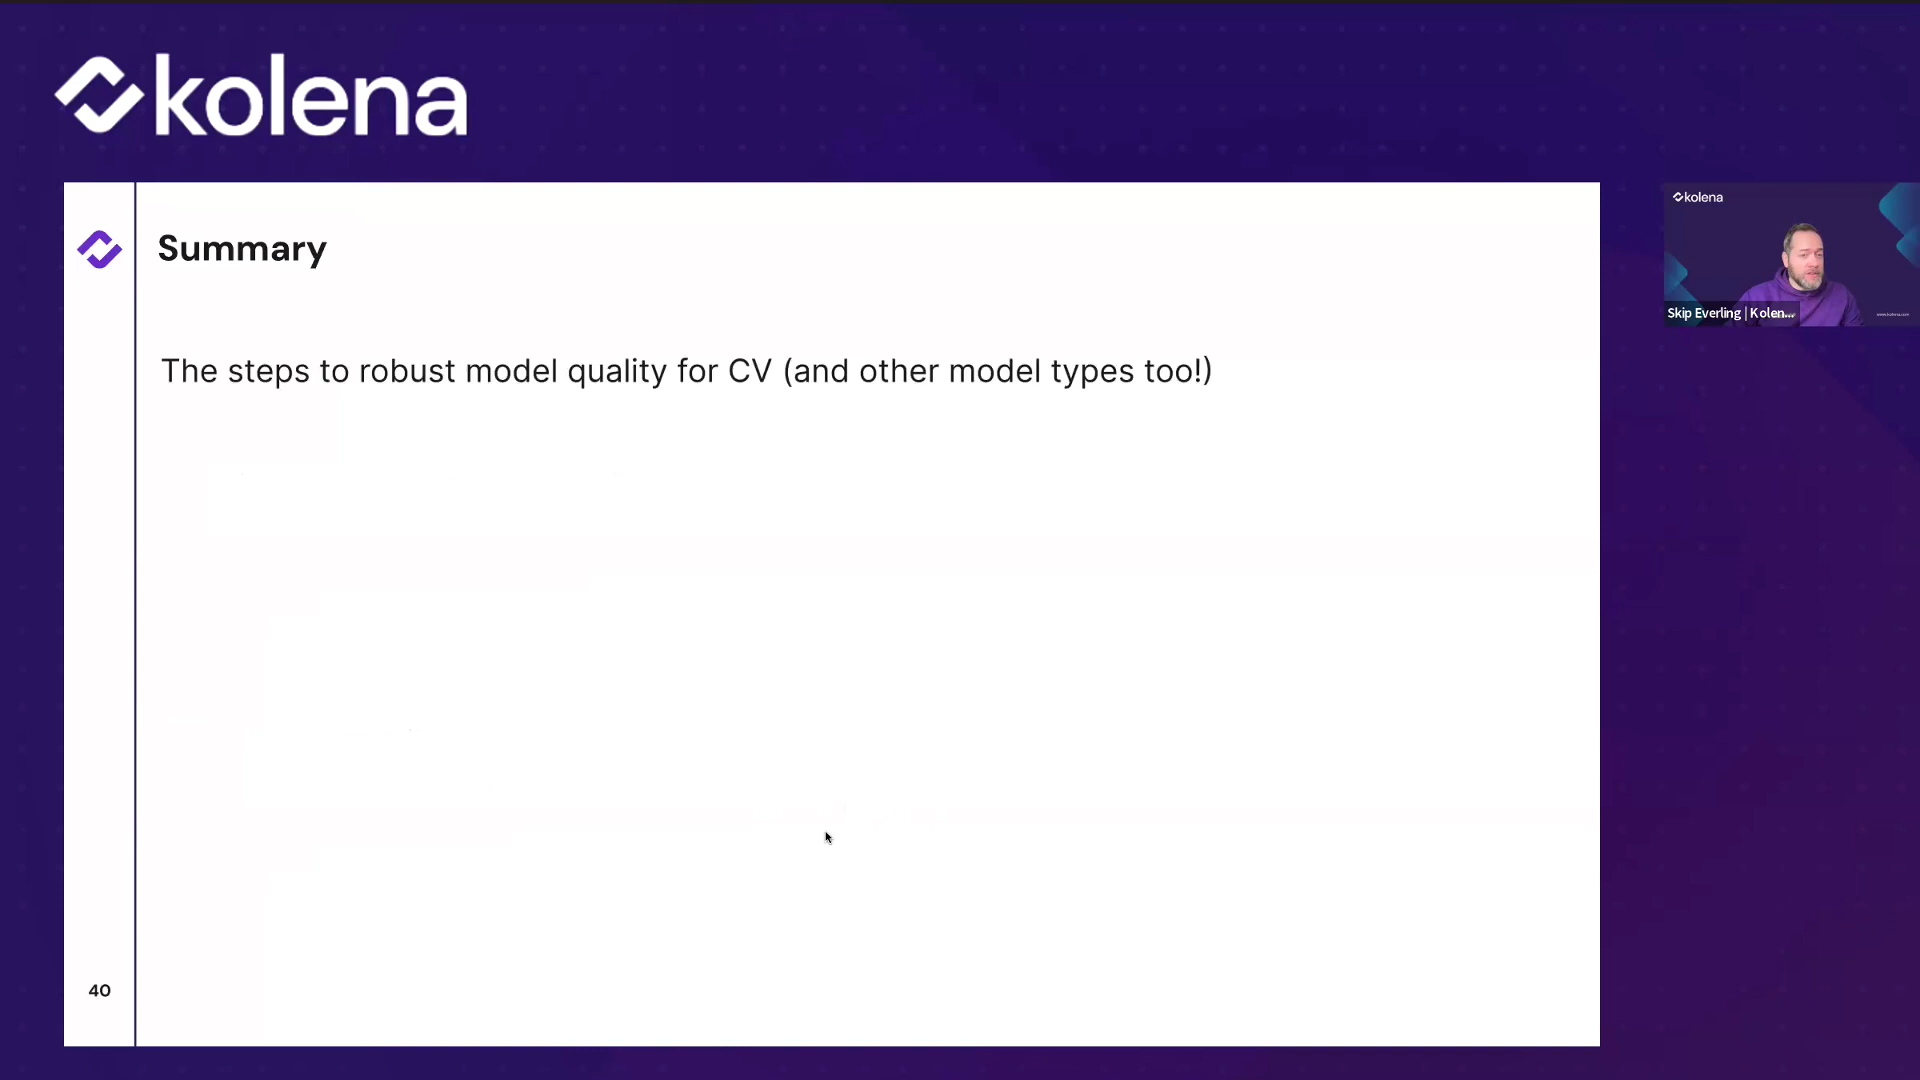 kolena
Summary
The steps to robust model quality for CV (and other model types too!)
40
kolena
Skip Everling | Kolen...